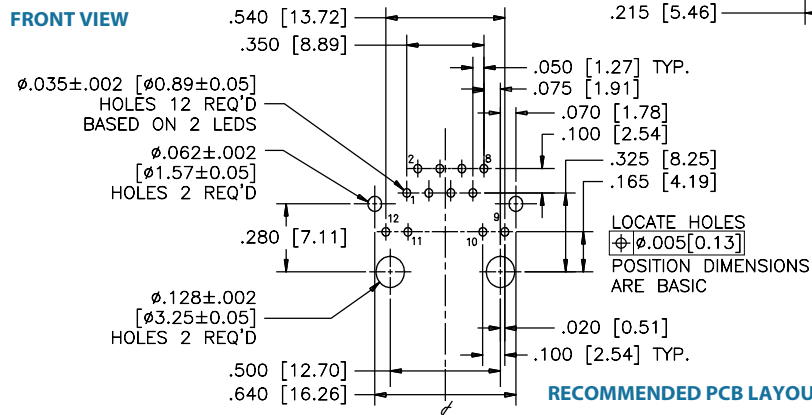 FRONT VIEW
.540 [13.72]
.215 [5.46]
.350 [8.89]
.050 [1.27] TYP.
.075 [1.91]
ø.035±.002 [ø0.89±0.05]
HOLES 12 REQ'D
BASED ON 2 LEDS
.070 [1.78]
.100 [2.54]
ø.062±.002
[ø1.57±0.05]
HOLES 2 REQ'D
2
8
.325 [8.25]
1
.165 [4.19]
12
9
.280 [7.11]
11
10
LOCATE HOLES
⌖ ø.005[0.13]
POSITION DIMENSIONS
ARE BASIC
ø.128±.002
[ø3.25±0.05]
HOLES 2 REQ'D
.020 [0.51]
.100 [2.54] TYP.
.500 [12.70]
.640 [16.26]
RECOMMENDED PCB LAYOU